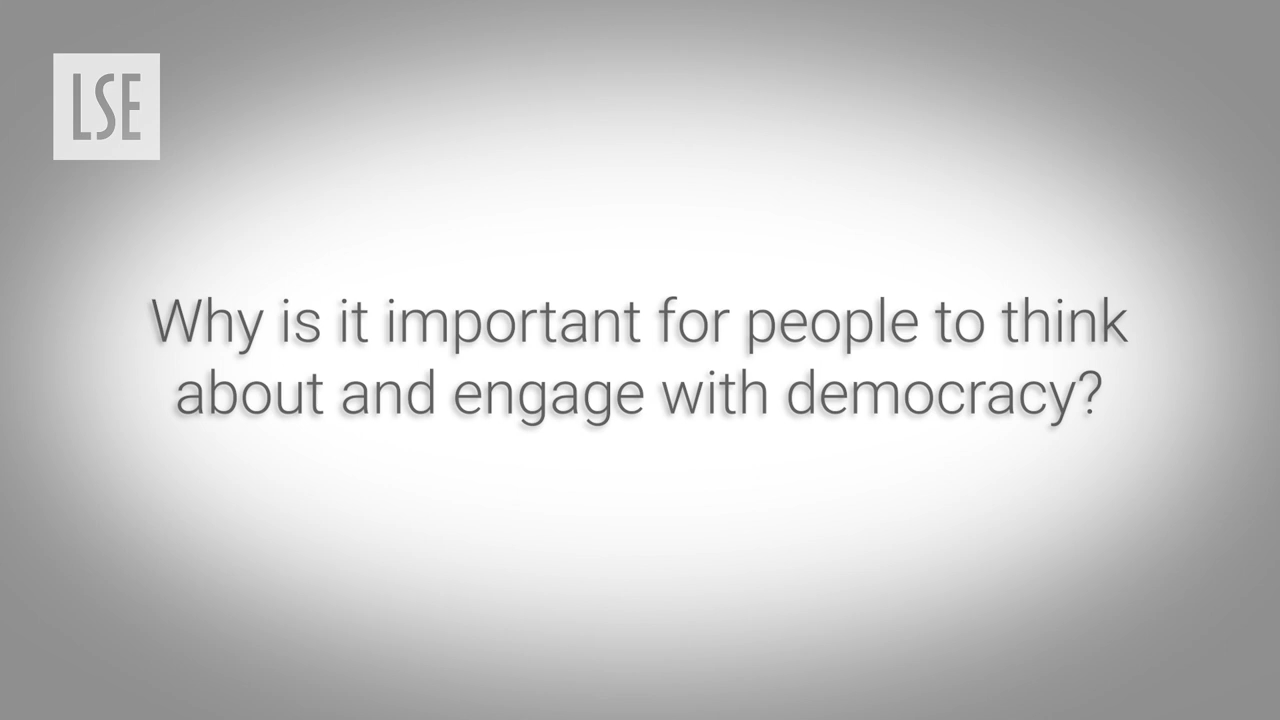 LSE
Why is it important for people to think
about and engage with democracy?